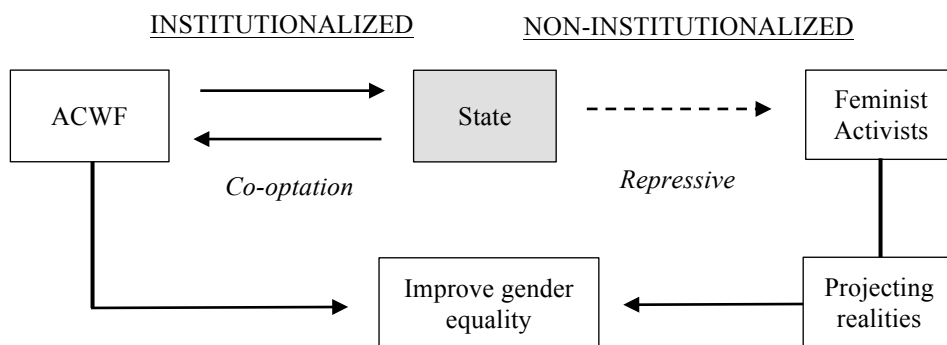 INSTITUTIONALIZED
NON-INSTITUTIONALIZED
ACWF
State
Feminist
Activists
Co-optation
Repressive
Improve gender
equality
Projecting
realities